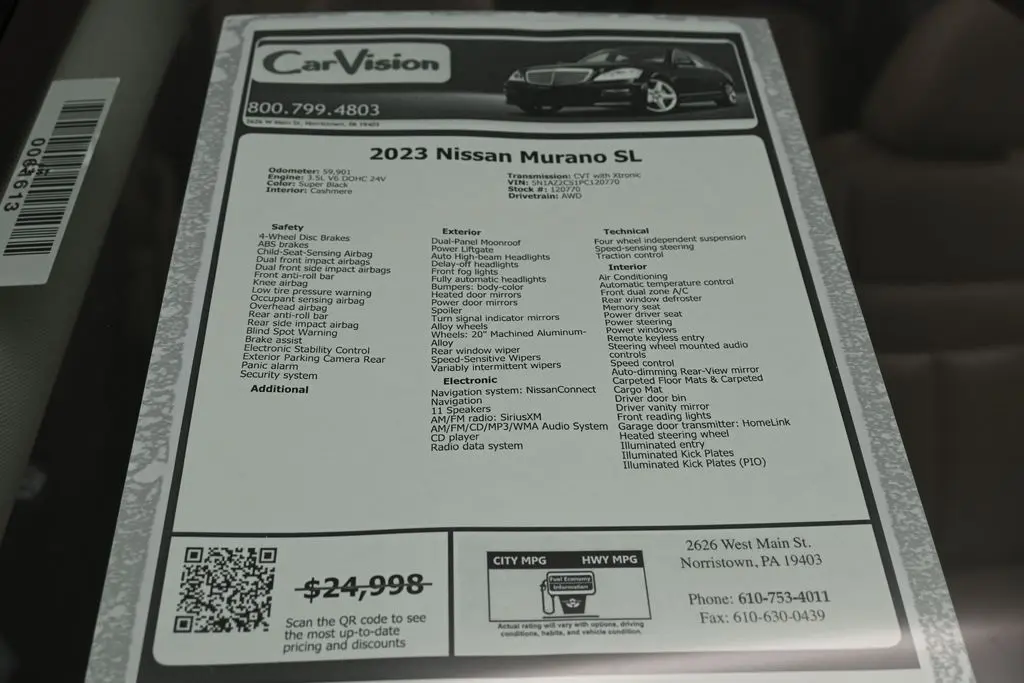 CarVision
800.799.4803
2626 W Main St, Norristown, PA 19403
2023 Nissan Murano SL
Odometer: 59,901
Engine: 3.5L V6 DOHC 24V
Color: Super Black
Interior: Cashmere
Transmission: CVT with Xtronic
VIN: 5N1AZ2CS1PC120770
Stock #: 120770
Drivetrain: AWD
Safety
4-Wheel Disc Brakes
ABS brakes
Child-Seat-Sensing Airbag
Dual front impact airbags
Dual front side impact airbags
Front anti-roll bar
Knee airbag
Low tire pressure warning
Occupant sensing airbag
Overhead airbag
Rear anti-roll bar
Rear side impact airbag
Blind Spot Warning
Brake assist
Electronic Stability Control
Exterior Parking Camera Rear
Panic alarm
Security system
Additional
Exterior
Dual-Panel Moonroof
Power Liftgate
Auto High-beam Headlights
Delay-off headlights
Front fog lights
Fully automatic headlights
Bumpers: body-color
Heated door mirrors
Power door mirrors
Spoiler
Turn signal indicator mirrors
Alloy wheels
Wheels: 20" Machined Aluminum-
Alloy
Rear window wiper
Speed-Sensitive Wipers
Variably intermittent wipers
Electronic
Navigation system: NissanConnect
Navigation
11 Speakers
AM/FM radio: SiriusXM
AM/FM/CD/MP3/WMA Audio System
CD player
Radio data system
Technical
Four wheel independent suspension
Speed-sensing steering
Traction control
Interior
Air Conditioning
Automatic temperature control
Front dual zone A/C
Rear window defroster
Memory seat
Power driver seat
Power steering
Power windows
Remote keyless entry
Steering wheel mounted audio
controls
Speed control
Auto-dimming Rear-View mirror
Carpeted Floor Mats & Carpeted
Cargo Mat
Driver door bin
Driver vanity mirror
Front reading lights
Garage door transmitter: HomeLink
Heated steering wheel
Illuminated entry
Illuminated Kick Plates
Illuminated Kick Plates (PIO)
$24,998
Scan the QR code to see
the most up-to-date
pricing and discounts
CITY MPG HWY MPG
Fuel Economy
Information
Actual rating will vary with options, driving
conditions, habits, and vehicle condition.
2626 West Main St.
Norristown, PA 19403
Phone: 610-753-4011
Fax: 610-630-0439